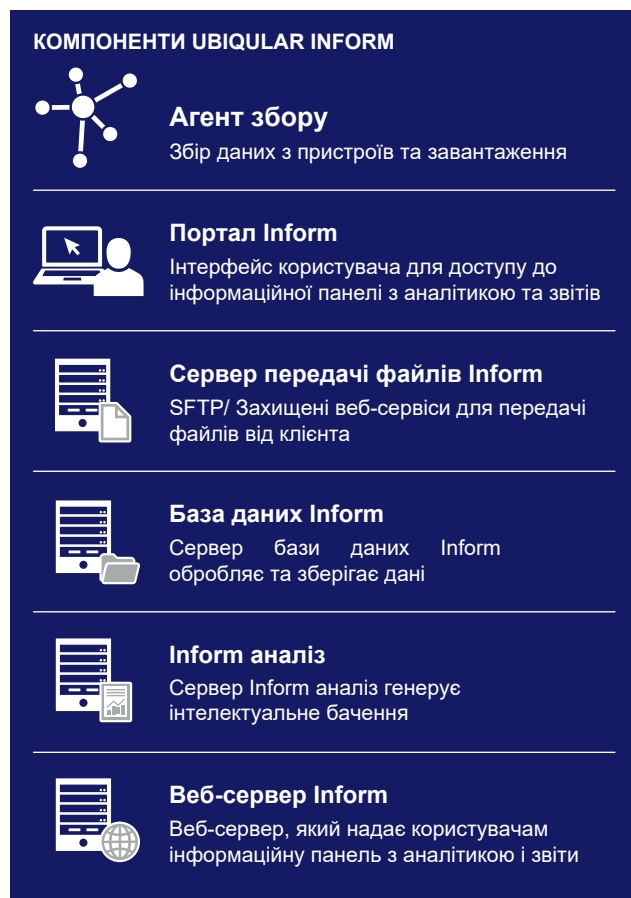 КОМПОНЕНТИ UBIQULAR INFORM
Агент збору
Збір даних з пристроїв та завантаження
Портал Inform
Інтерфейс користувача для доступу до
інформаційної панелі з аналітикою та звітів
Сервер передачі файлів Inform
SFTP/ Захищені веб-сервіси для передачі
файлів від клієнта
База даних Inform
Сервер бази даних Inform
обробляє та зберігає дані
Inform аналіз
Сервер Inform аналіз генерує
інтелектуальне бачення
Веб-сервер Inform
Веб-сервер, який надає користувачам
інформаційну панель з аналітикою і звіти